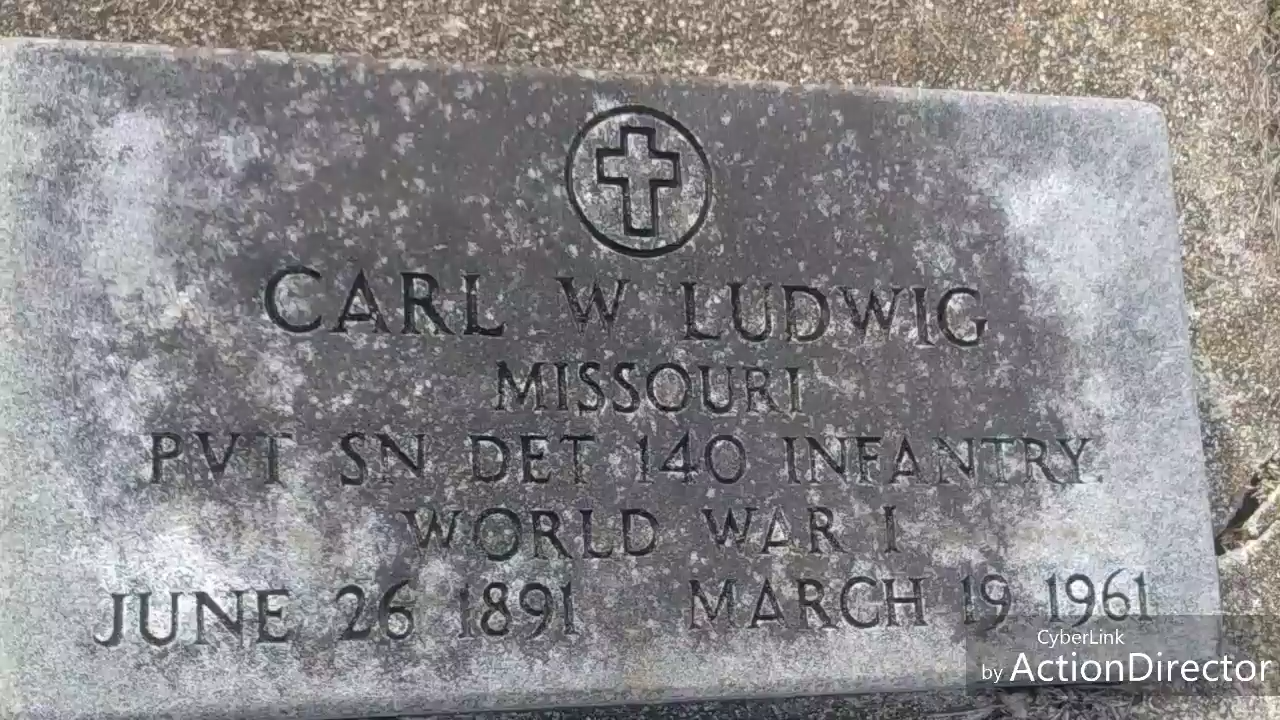 CARL W LUDWIG
MISSOURI
PVT SN DET 140 INFANTRY
WORLD WAR I
JUNE 26 1891 MARCH 19 1961
CyberLink
by ActionDirector